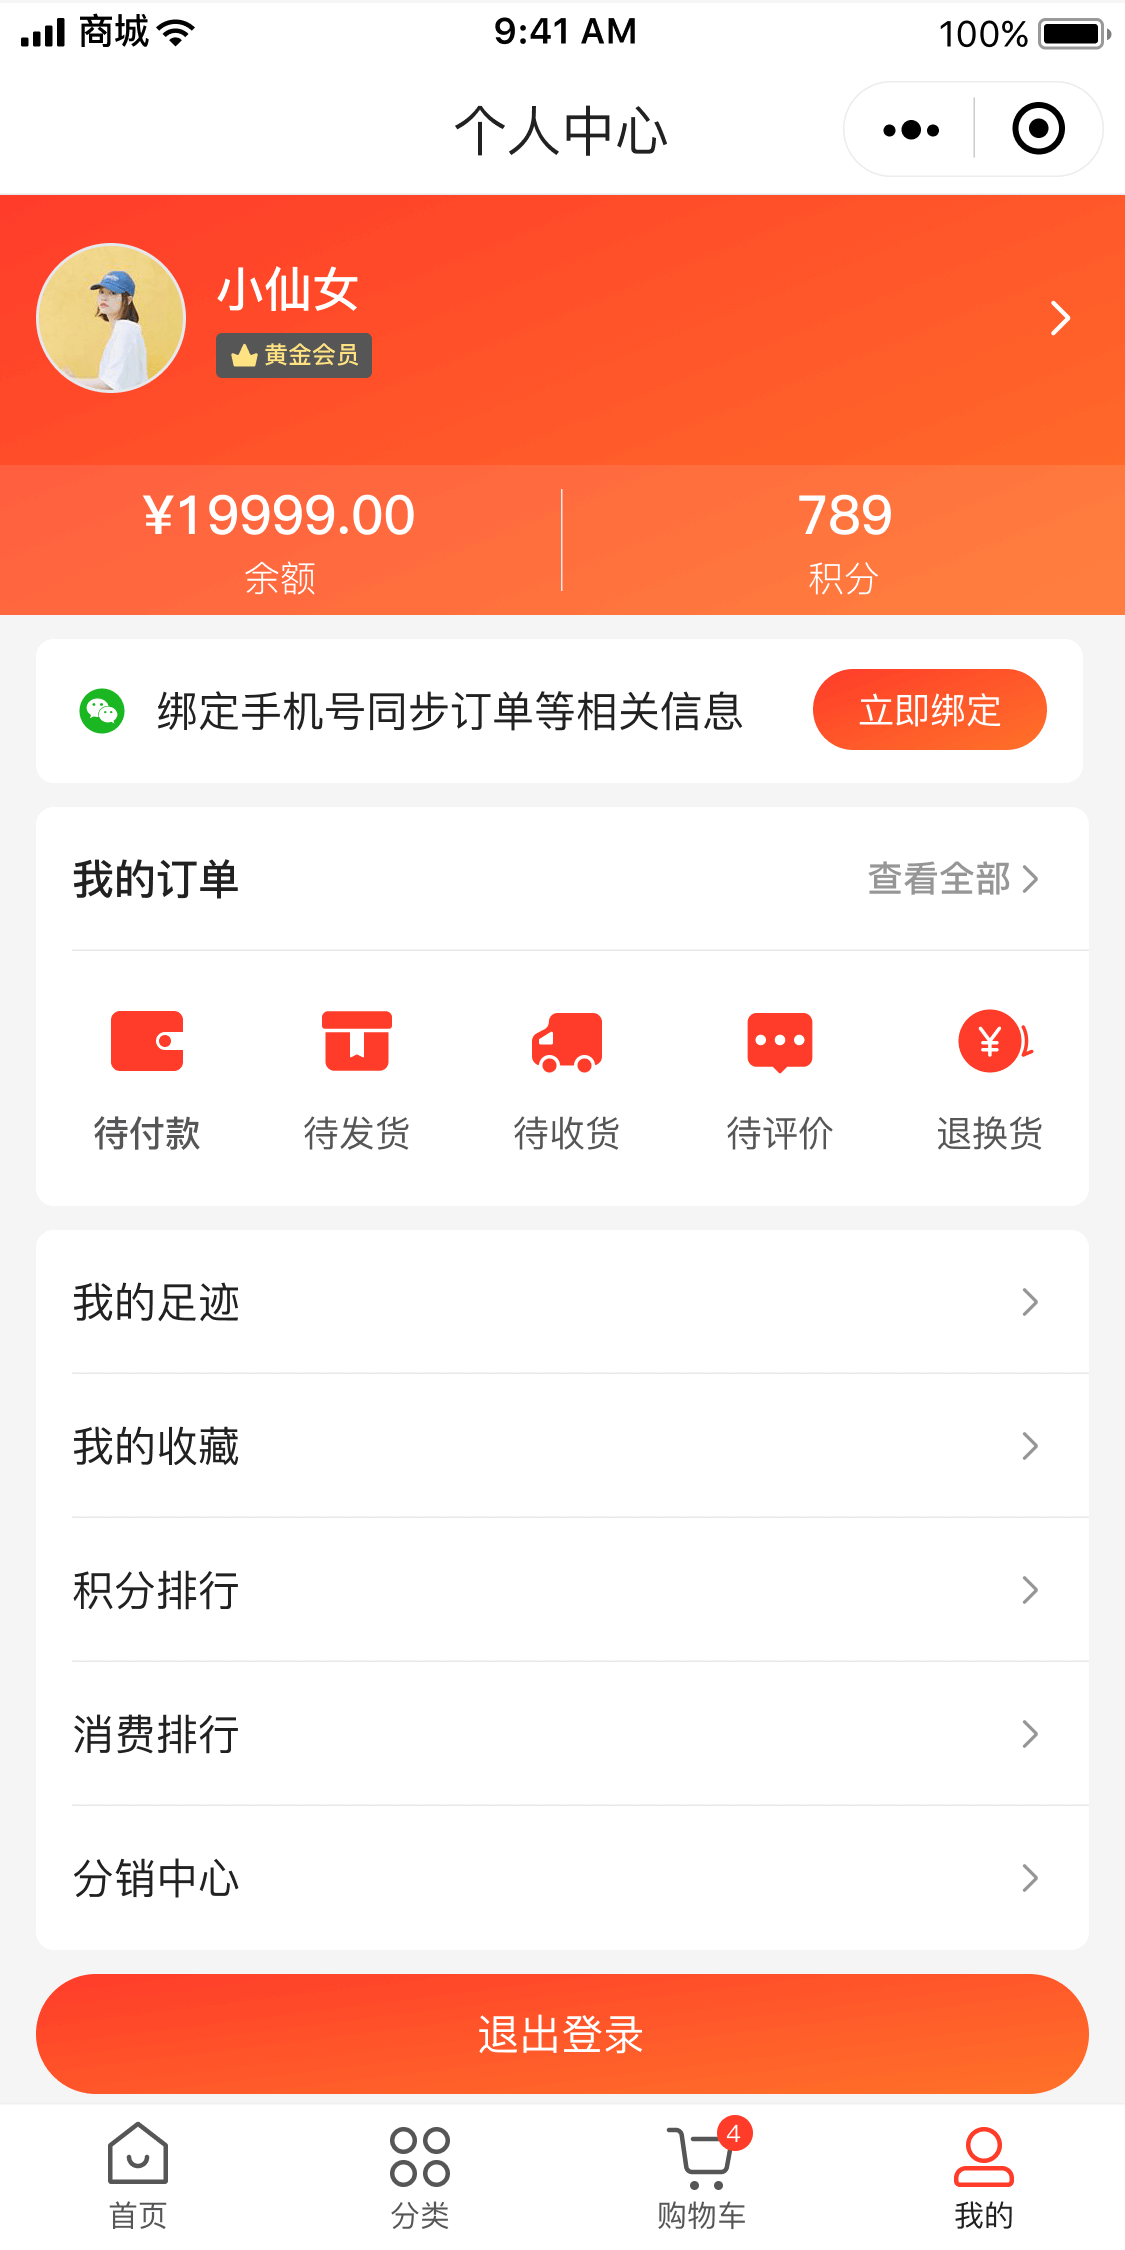 商城 9:41 AM 100%
个人中心
小仙女
黄金会员
¥19999.00 789
余额 积分
绑定手机号同步订单等相关信息 立即绑定
我的订单 查看全部
待付款 待发货 待收货 待评价 退换货
我的足迹
我的收藏
积分排行
消费排行
分销中心
退出登录
4
首页 分类 购物车 我的